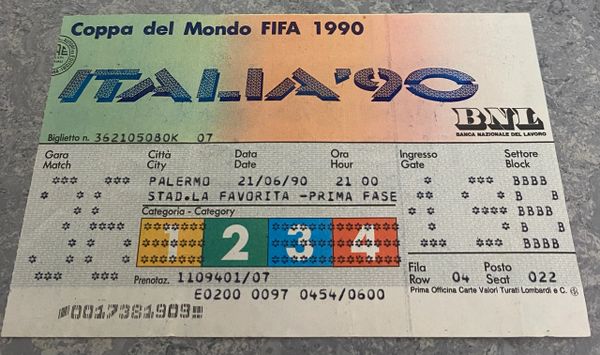 Coppa del Mondo FIFA 1990
ITALIA'90
BNL
BANCA NAZIONALE DEL LAVORO
Biglietto n. 362105080K 07
Gara Città Data Ora Ingresso Settore
Match City Date Hour Gate Block
PALERMO 21/06/90 21 00
STAD.LA FAVORITA -PRIMA FASE
Categoria - Category
1 2 3 4
Prenotaz. 1109401/07
Fila Posto
Row 04 Seat 022
E0200 0097 0454/0600
Prima Officina Carte Valori Turati Lombardi e C.
0017381909